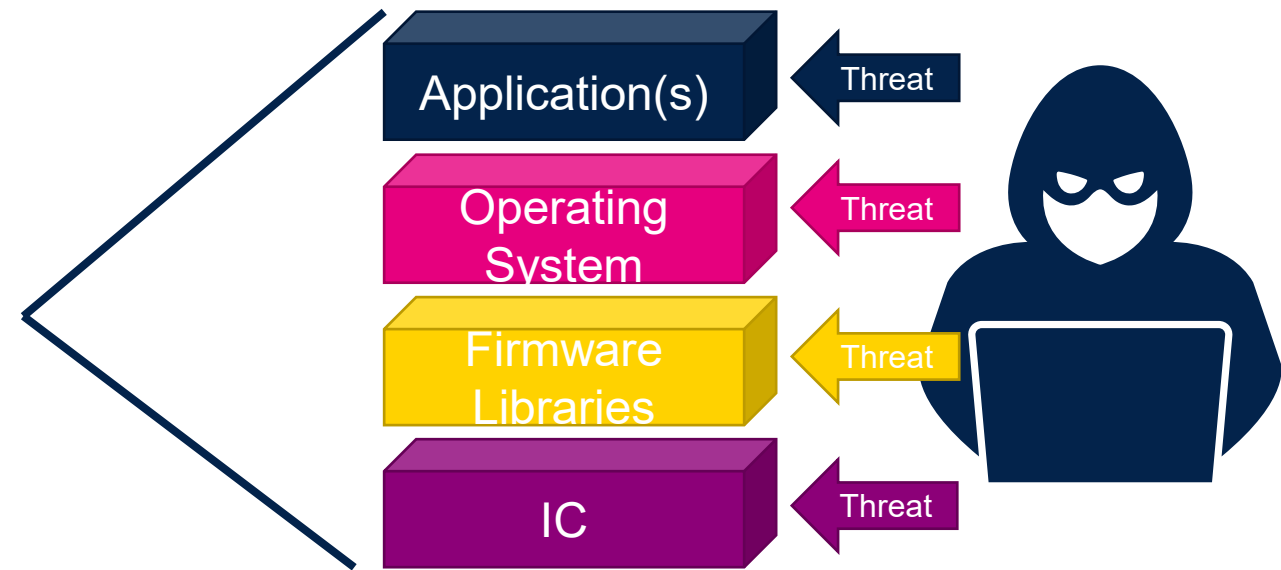 Application(s)
Threat
Operating
System
Threat
Firmware
Libraries
Threat
IC
Threat